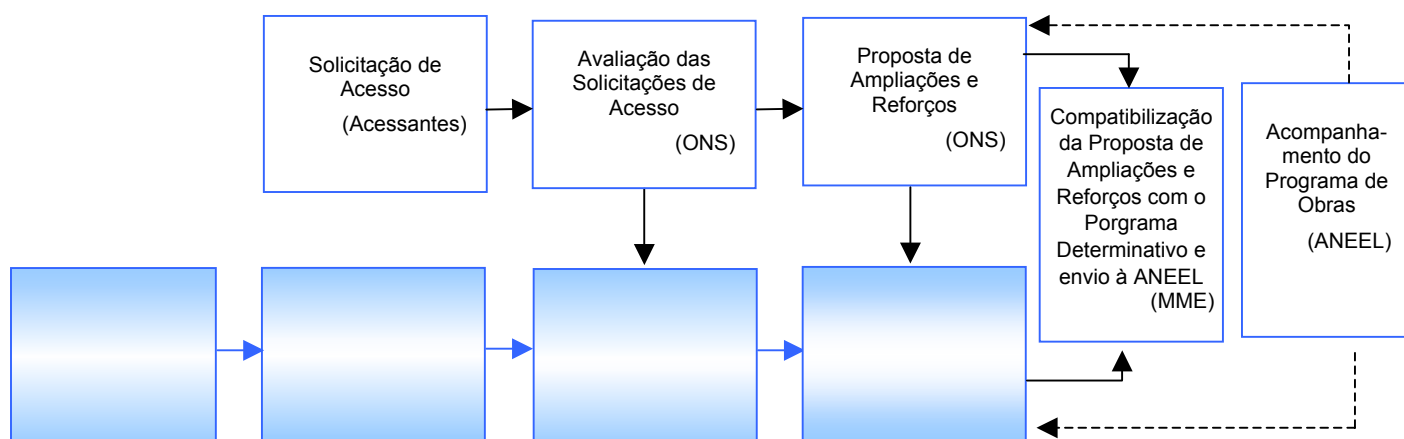 Solicitação de
Acesso
(Acessantes)
Avaliação das
Solicitações de
Acesso
(ONS)
Proposta de
Ampliações e
Reforços
(ONS)
Compatibilização
da Proposta de
Ampliações e
Reforços com o
Porgrama
Determinativo e
envio à ANEEL
(MME)
Acompanha-
mento do
Programa de
Obras
(ANEEL)